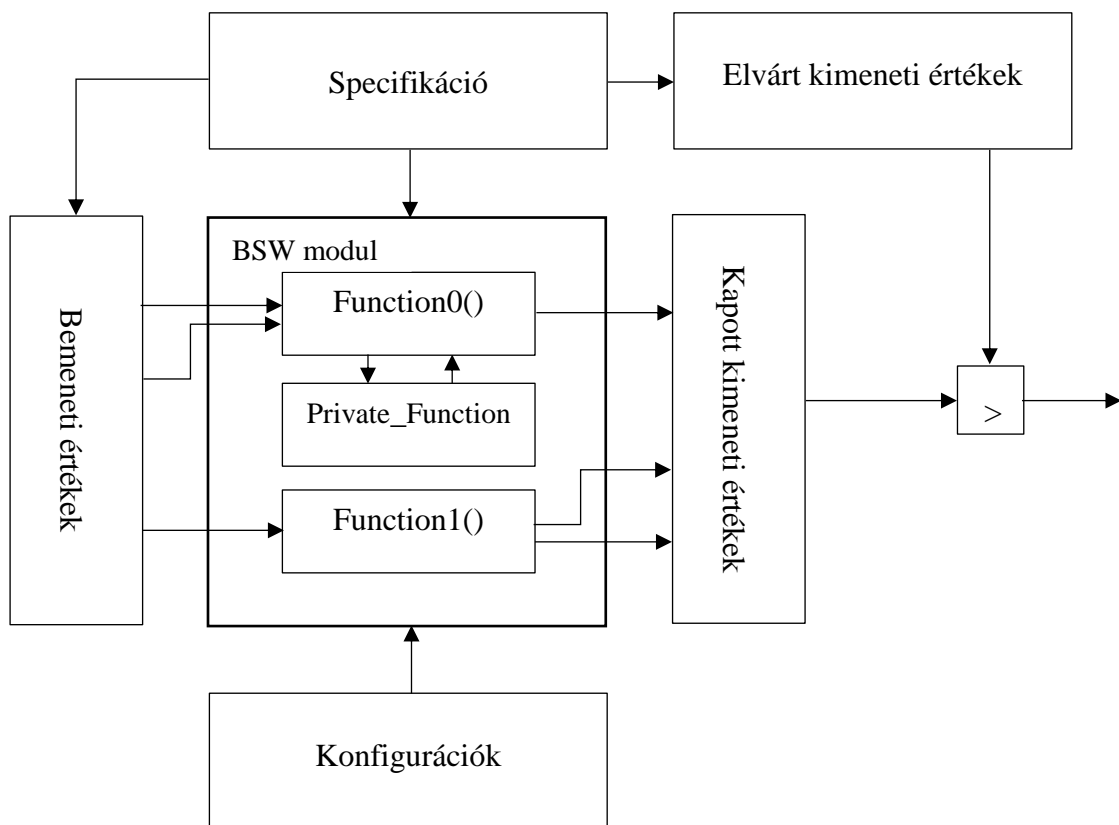 Specifikáció
Elvárt kimeneti értékek
Bemeneti értékek
BSW modul
Function0()
Private_Function
Function1()
Kapott kimeneti értékek
>
Konfigurációk